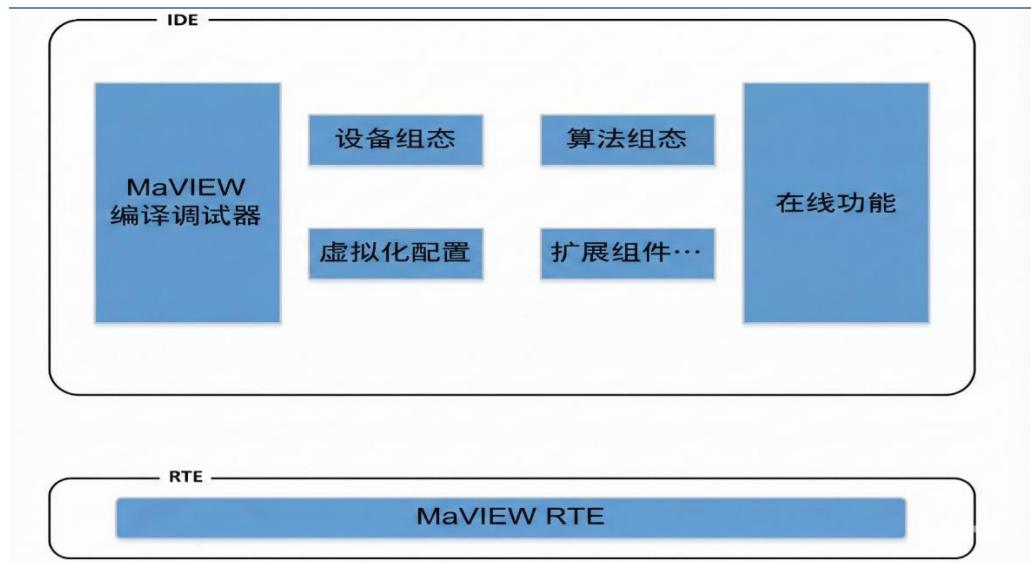 IDE
MaVIEW
编译调试器
设备组态
算法组态
虚拟化配置
扩展组件…
在线功能
RTE
MaVIEW RTE